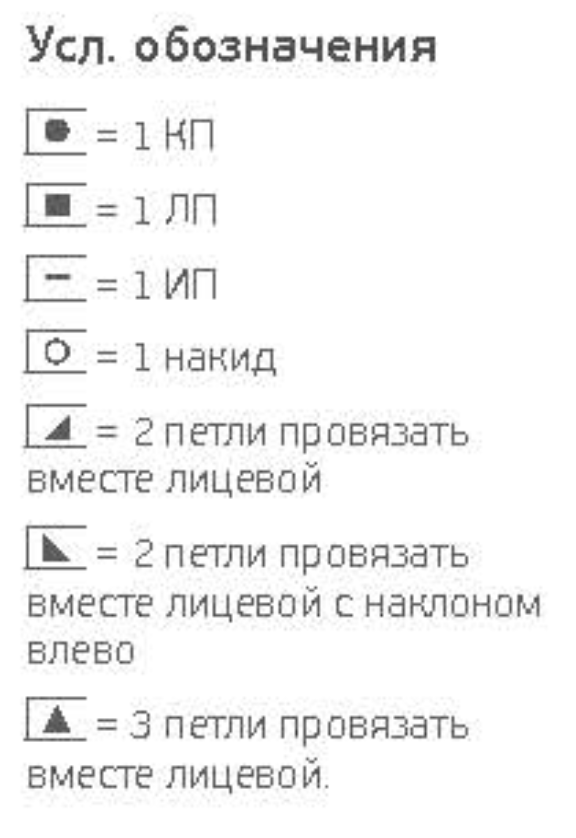 Усл. обозначения
= 1 КП
= 1 ЛП
= 1 ИП
= 1 накид
= 2 петли провязать
вместе лицевой
= 2 петли провязать
вместе лицевой с наклоном
влево
= 3 петли провязать
вместе лицевой.